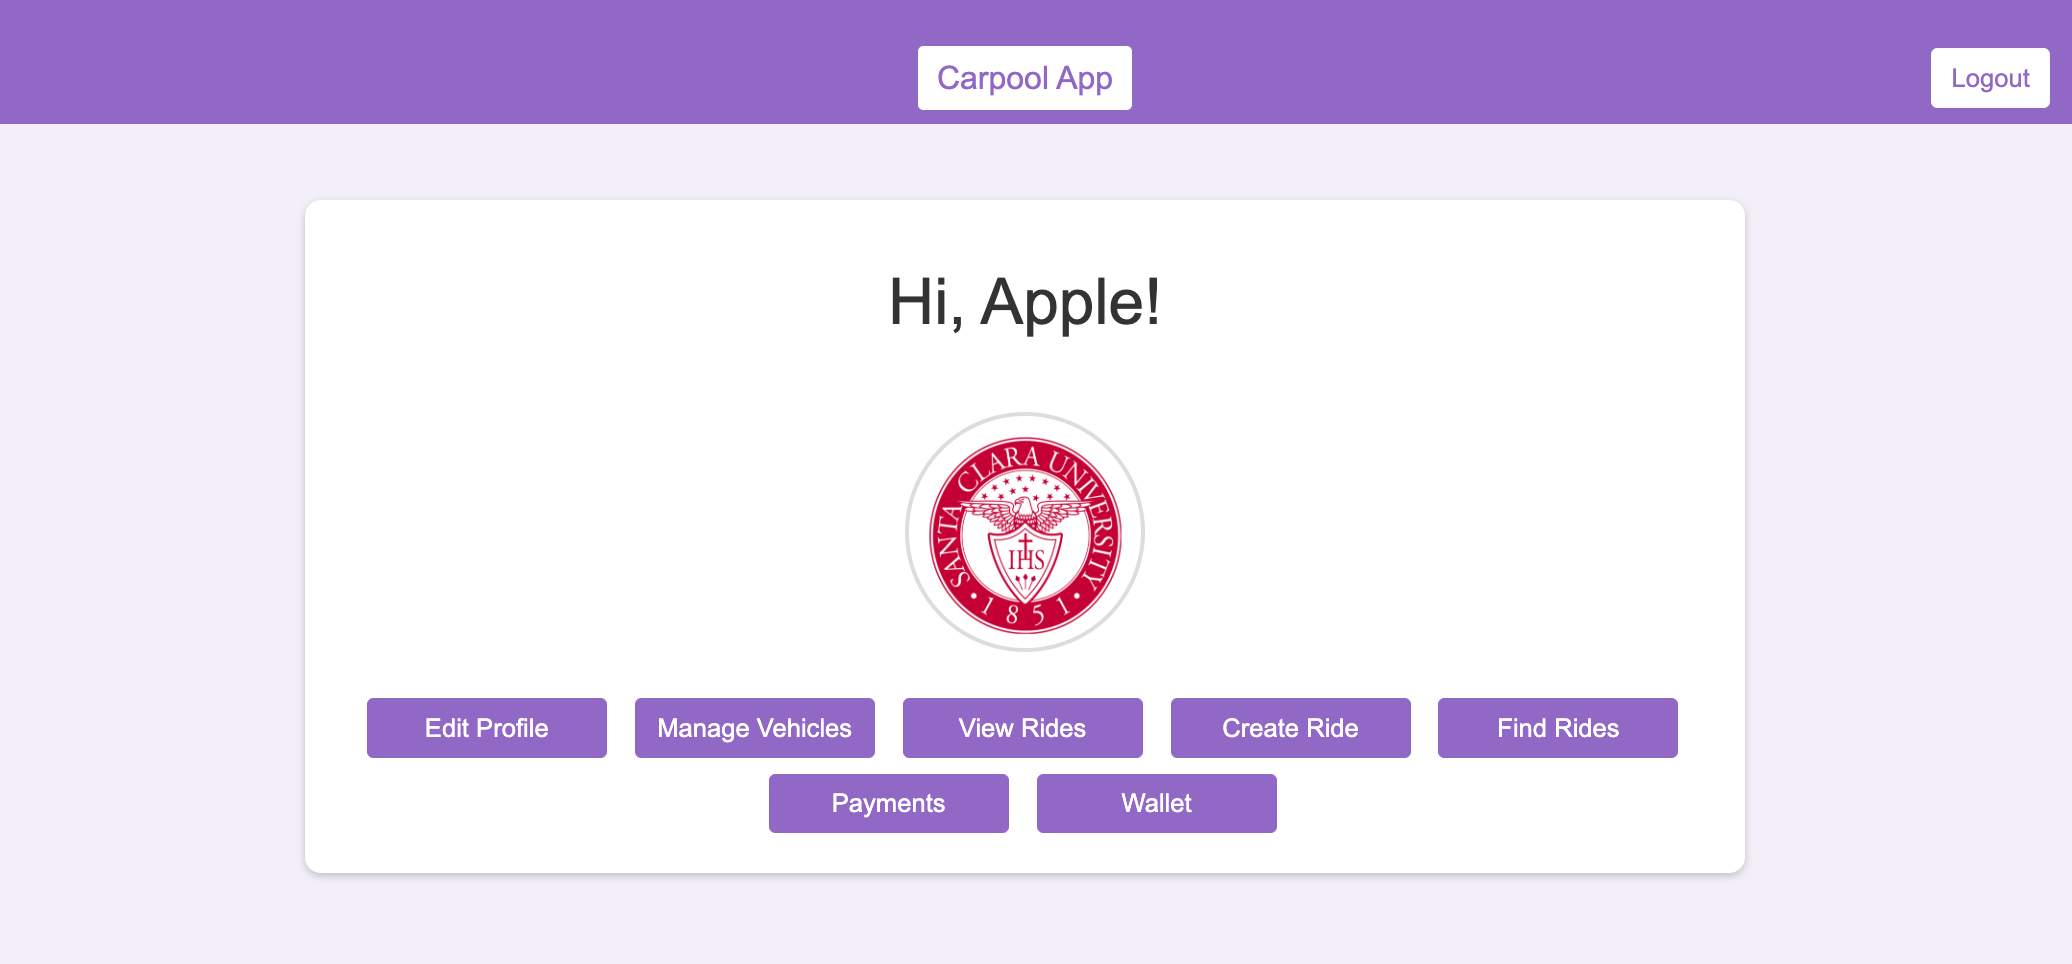 Carpool App
Logout
Hi, Apple!
SANTA CLARA UNIVERSITY
IHS
· 1851 ·
Edit Profile
Manage Vehicles
View Rides
Create Ride
Find Rides
Payments
Wallet